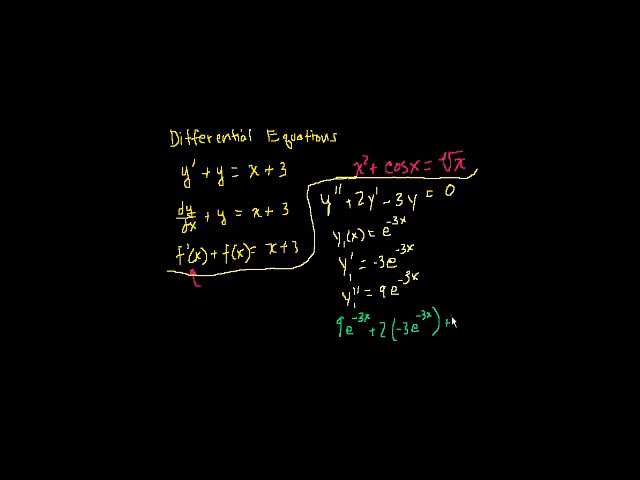 Differential Equations
y' + y = x + 3
dy/dx + y = x + 3
f'(x) + f(x) = x + 3
x² + cosx = √x
y'' + 2y' - 3y = 0
y₁(x) = e^(-3x)
y₁' = -3e^(-3x)
y₁'' = 9e^(-3x)
9e^(-3x) + 2(-3e^(-3x))